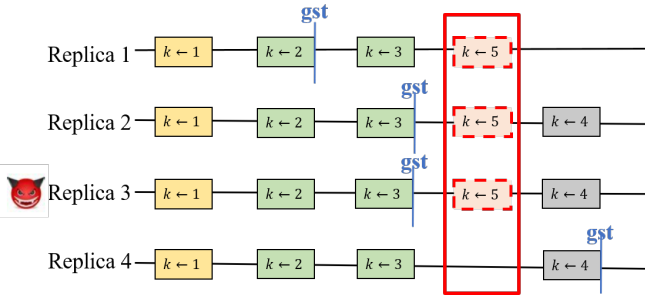 gst
Replica 1 k ← 1 k ← 2 k ← 3 k ← 5
gst
Replica 2 k ← 1 k ← 2 k ← 3 k ← 5 k ← 4
gst
Replica 3 k ← 1 k ← 2 k ← 3 k ← 5 k ← 4
gst
Replica 4 k ← 1 k ← 2 k ← 3 k ← 4